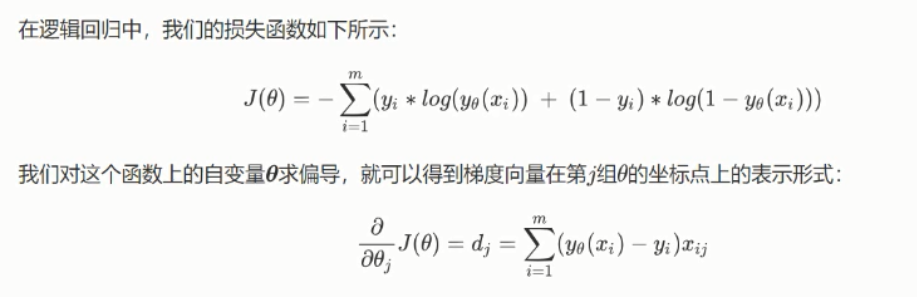 在逻辑回归中，我们的损失函数如下所示：
J(θ) = −∑_{i=1}^{m}(y_i * log(y_θ(x_i)) + (1 − y_i) * log(1 − y_θ(x_i)))
我们对这个函数上的自变量θ求偏导，就可以得到梯度向量在第j组θ的坐标点上的表示形式：
∂/∂θ_j J(θ) = d_j = ∑_{i=1}^{m}(y_θ(x_i) − y_i)x_{ij}